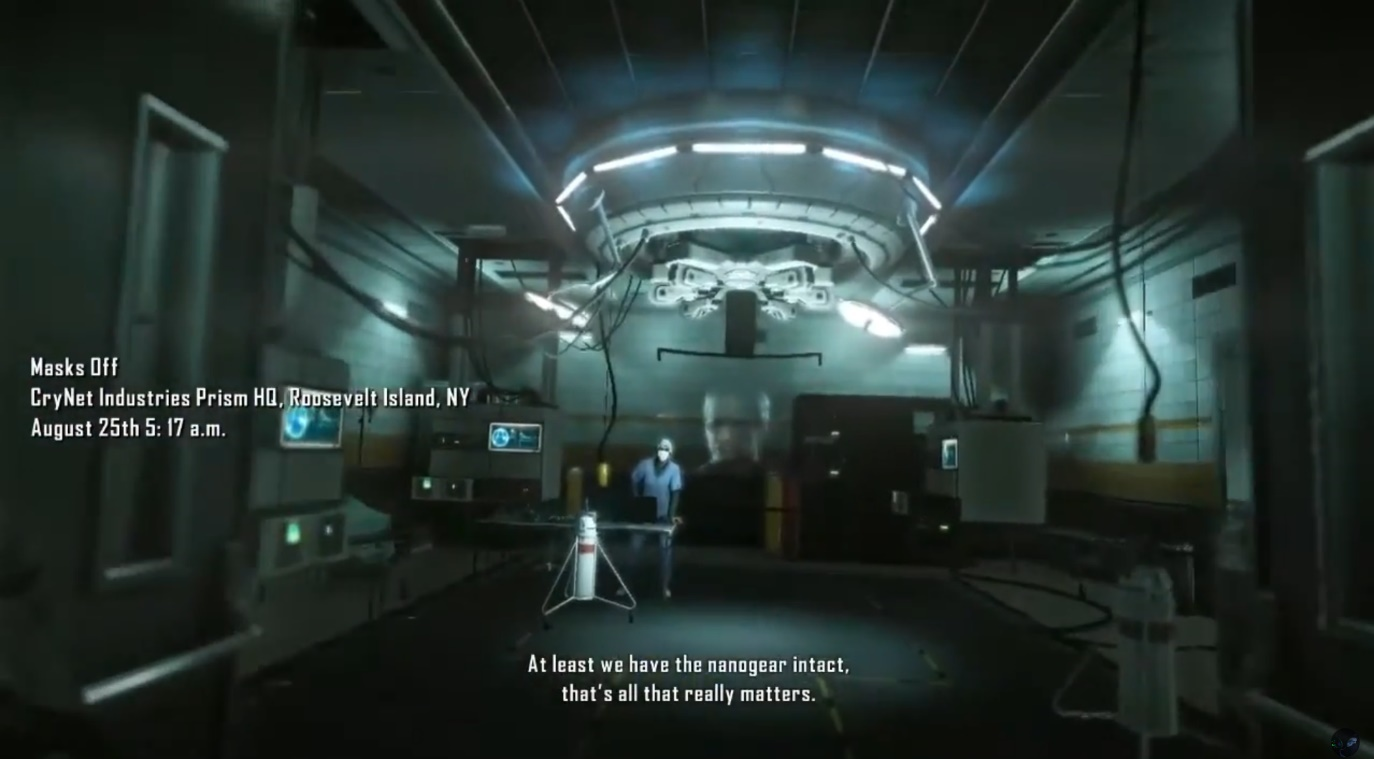 Masks Off
CryNet Industries Prism HQ, Roosevelt Island, NY
August 25th 5: 17 a.m.
At least we have the nanogear intact,
that's all that really matters.